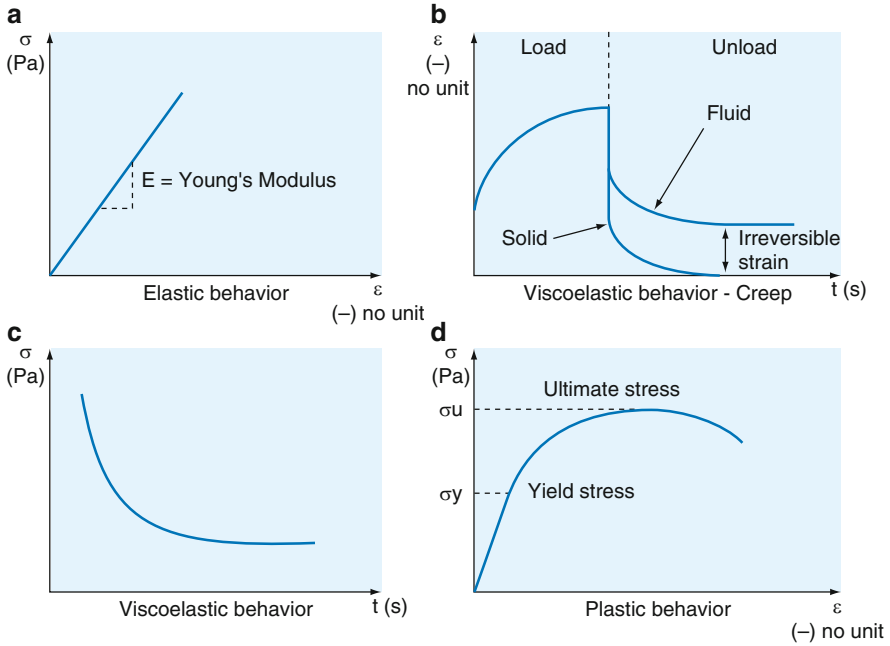 a
σ
(Pa)
E = Young's Modulus
Elastic behavior
ε
(–) no unit
b
ε
(–)
no unit
Load
Unload
Fluid
Solid
Irreversible
strain
Viscoelastic behavior - Creep
t (s)
c
σ
(Pa)
Viscoelastic behavior
t (s)
d
σ
(Pa)
Ultimate stress
σu
σy
Yield stress
Plastic behavior
ε
(–) no unit